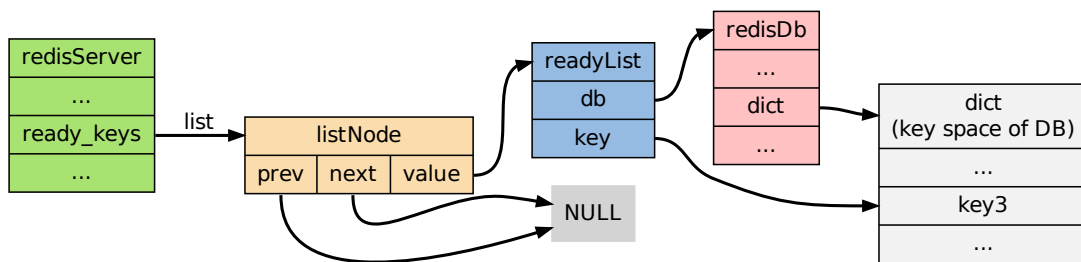 redisServer
...
ready_keys
...
list
listNode
prev next value
readyList
db
key
NULL
redisDb
...
dict
...
dict
(key space of DB)
...
key3
...